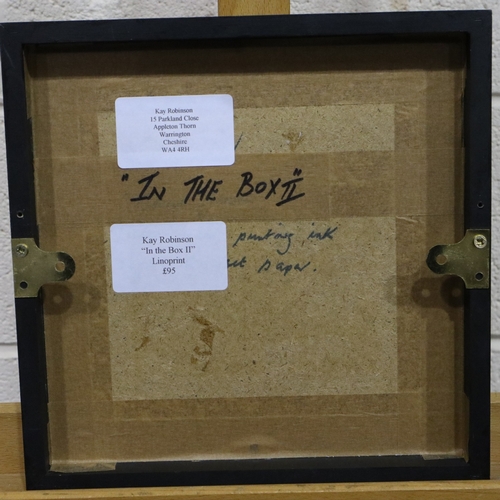 Kay Robinson
15 Parkland Close
Appleton Thorn
Warrington
Cheshire
WA4 4RH
"IN THE BOX II"
Kay Robinson
"In the Box II"
Linoprint
£95
printing ink
paper.